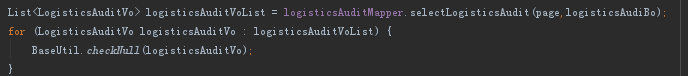 List<LogisticsAuditVo> logisticsAuditVoList = logisticsAuditMapper.selectLogisticsAudit(page,logisticsAudiBo);
for (LogisticsAuditVo logisticsAuditVo : logisticsAuditVoList) {
BaseUtil.checkNull(logisticsAuditVo);
}